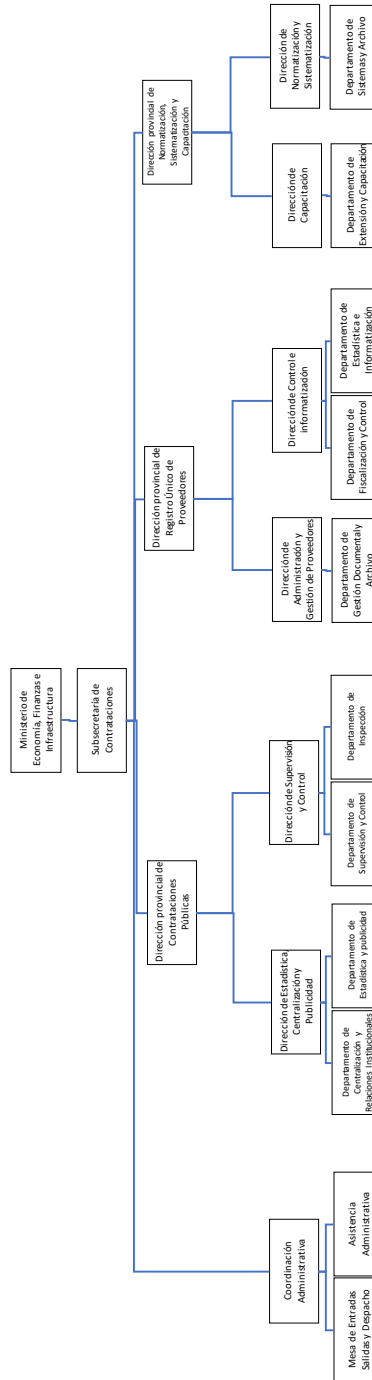 Ministerio de
Economía, Finanzas e
Infraestructura
Subsecretaría de
Contrataciones
Dirección provincial de
Contrataciones
Públicas
Dirección provincial de
Registro Único de
Proveedores
Dirección provincial de
Normatización,
Sistematización y
Capacitación
Coordinación
Administrativa
Dirección de Estadística,
Centralización y
Publicidad
Dirección de Supervisión
y Control
Dirección de
Administración y
Gestión de Proveedores
Dirección de Control e
informatización
Dirección de
Capacitación
Dirección de
Normatización y
Sistematización
Mesa de Entradas
Salidas y Despacho
Asistencia
Administrativa
Departamento de
Centralización y
Relaciones Institucionales
Departamento de
Estadística y publicidad
Departamento de
Supervisión y Control
Departamento de
Inspección
Departamento de
Gestión Documental y
Archivo
Departamento de
Fiscalización y Control
Departamento de
Estadística e
Informatización
Departamento de
Extensión y Capacitación
Departamento de
Sistemas y Archivo